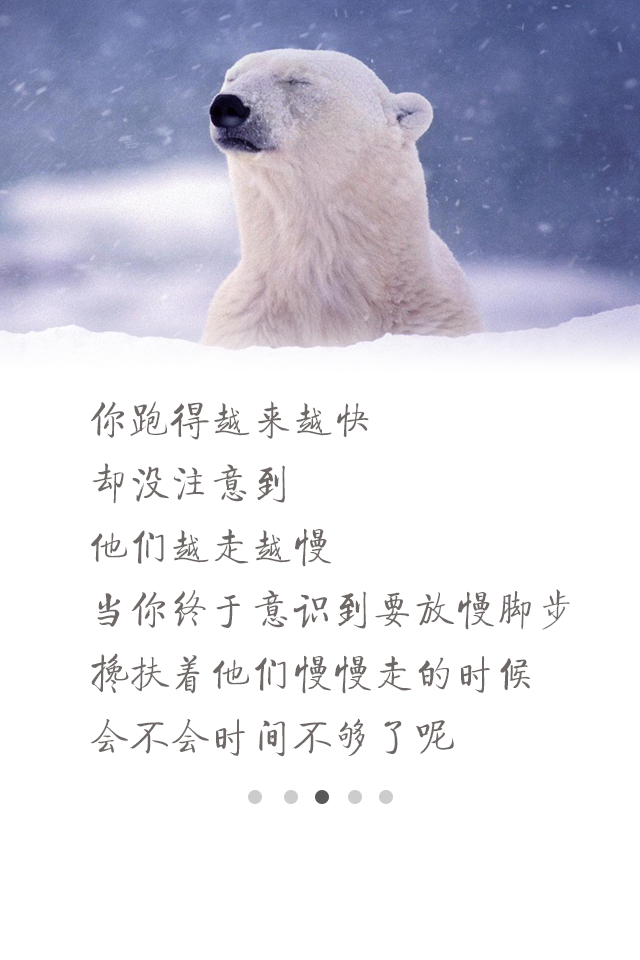 你跑得越来越快
却没注意到
他们越走越慢
当你终于意识到要放慢脚步
搀扶着他们慢慢走的时候
会不会时间不够了呢